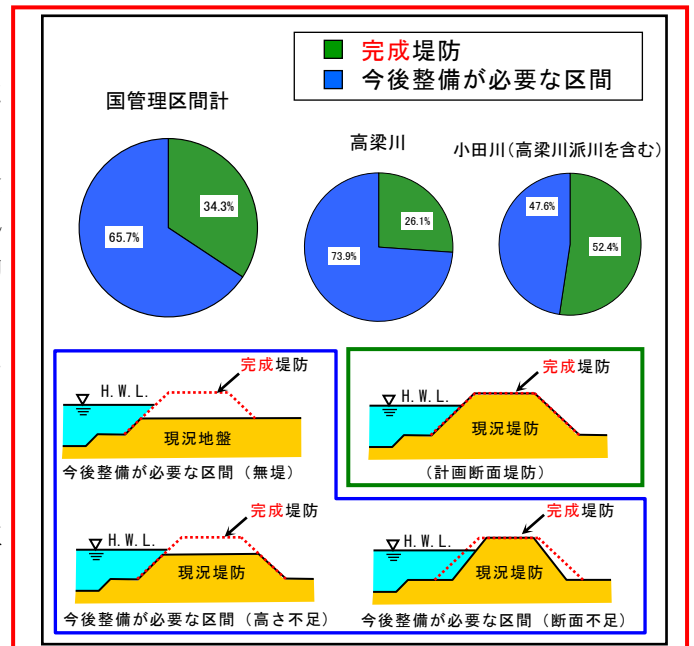 完成堤防
今後整備が必要な区間
国管理区間計
高梁川
小田川(高梁川派川を含む)
34.3%
65.7%
26.1%
73.9%
47.6%
52.4%
完成堤防
H.W.L.
現況地盤
今後整備が必要な区間(無堤)
完成堤防
H.W.L.
現況堤防
(計画断面堤防)
完成堤防
H.W.L.
現況堤防
今後整備が必要な区間(高さ不足)
完成堤防
H.W.L.
現況堤防
今後整備が必要な区間(断面不足)